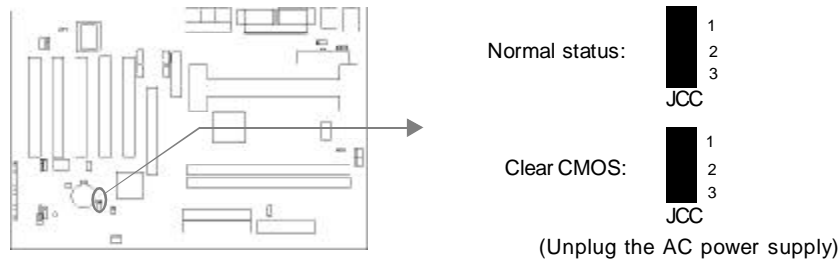 Normal status:
1
2
3
JCC
Clear CMOS:
1
2
3
JCC
(Unplug the AC power supply)